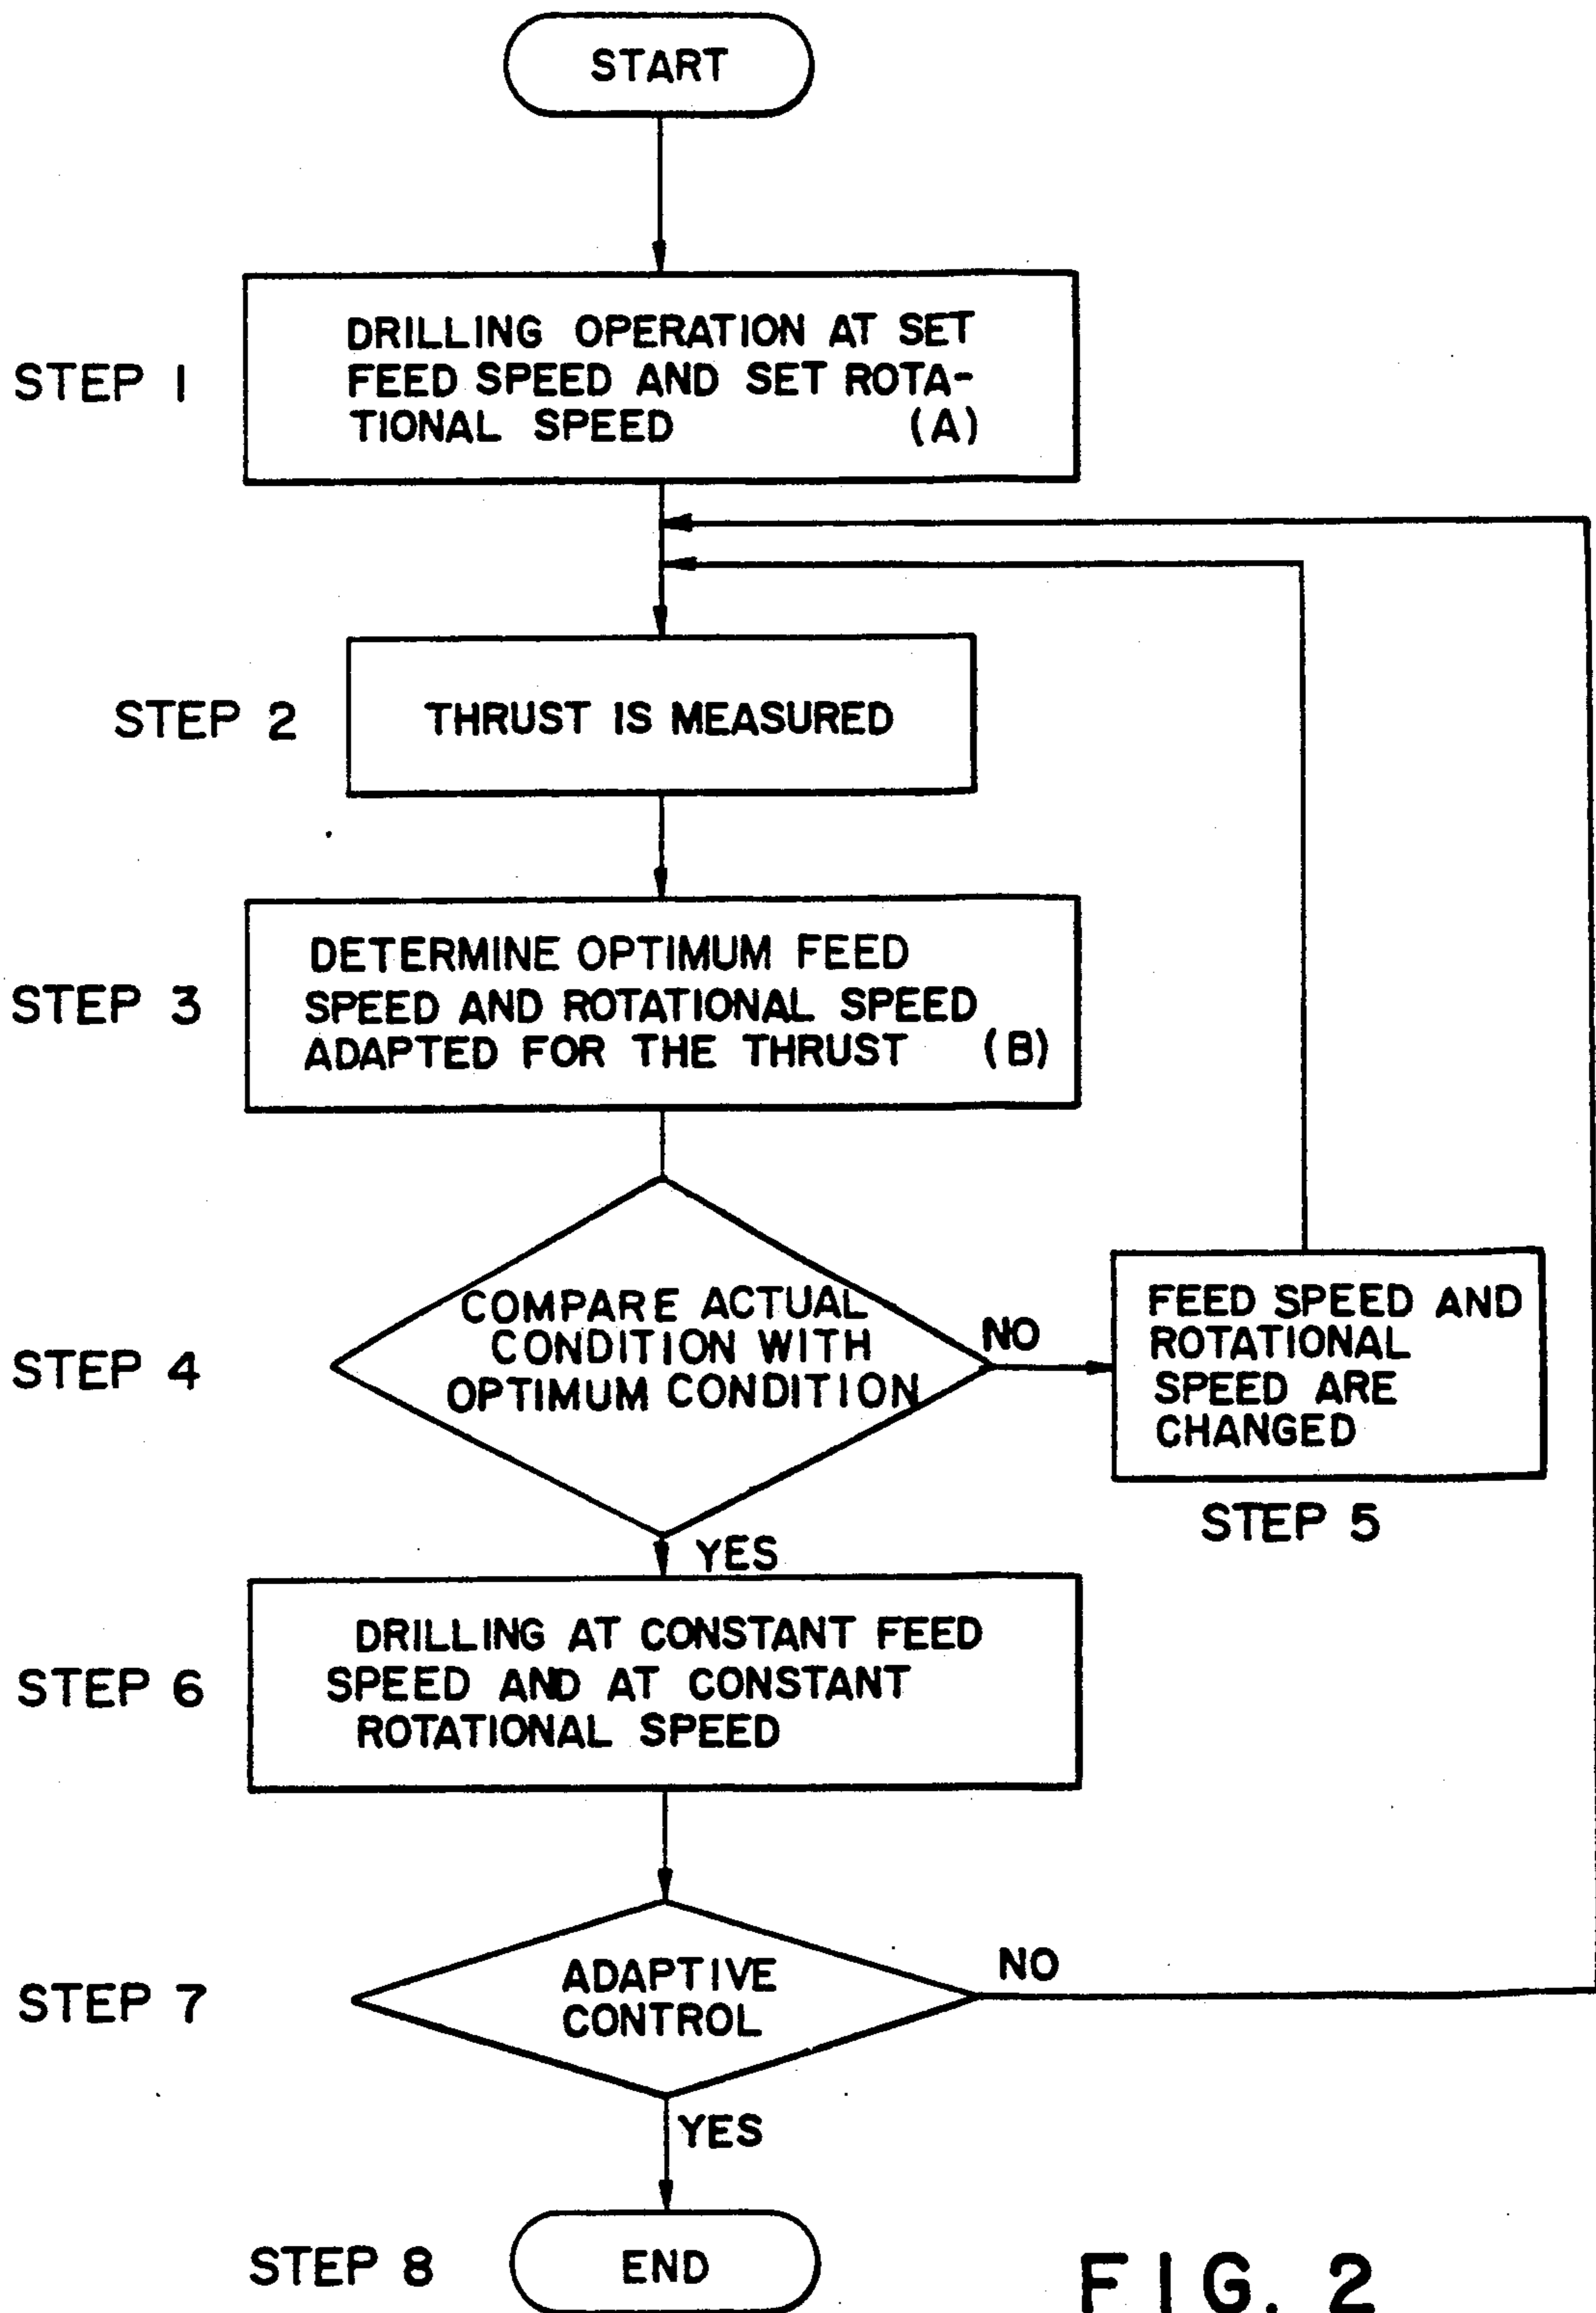 START
STEP 1
DRILLING OPERATION AT SET
FEED SPEED AND SET ROTA-
TIONAL SPEED (A)
STEP 2
THRUST IS MEASURED
STEP 3
DETERMINE OPTIMUM FEED
SPEED AND ROTATIONAL SPEED
ADAPTED FOR THE THRUST (B)
STEP 4
COMPARE ACTUAL
CONDITION WITH
OPTIMUM CONDITION
NO
FEED SPEED AND
ROTATIONAL
SPEED ARE
CHANGED
STEP 5
YES
STEP 6
DRILLING AT CONSTANT FEED
SPEED AND AT CONSTANT
ROTATIONAL SPEED
STEP 7
ADAPTIVE
CONTROL
NO
YES
STEP 8
END
FIG. 2